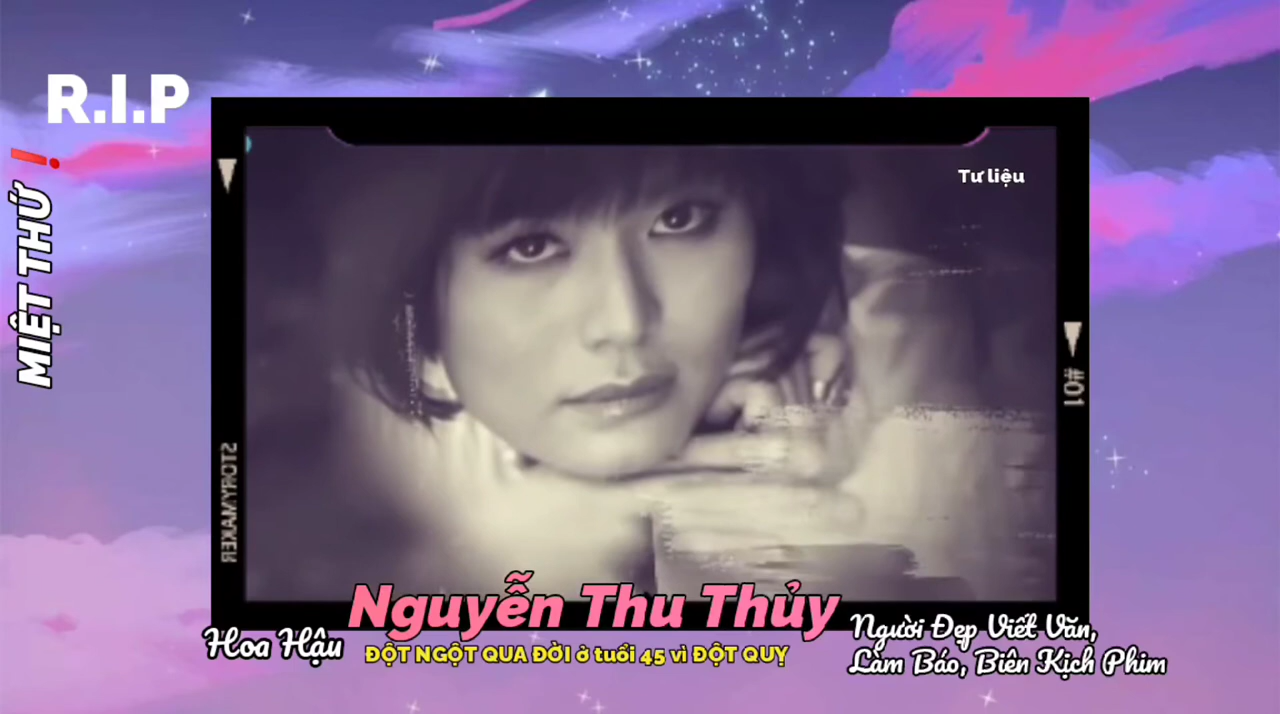 R.I.P
MIỆT THỨ !
Tư liệu
#01
STORYMAKER
Nguyễn Thu Thủy
Hoa Hậu
ĐỘT NGỘT QUA ĐỜI ở tuổi 45 vì ĐỘT QUỴ
Người Đẹp Viết Văn,
Làm Báo, Biên Kịch Phim